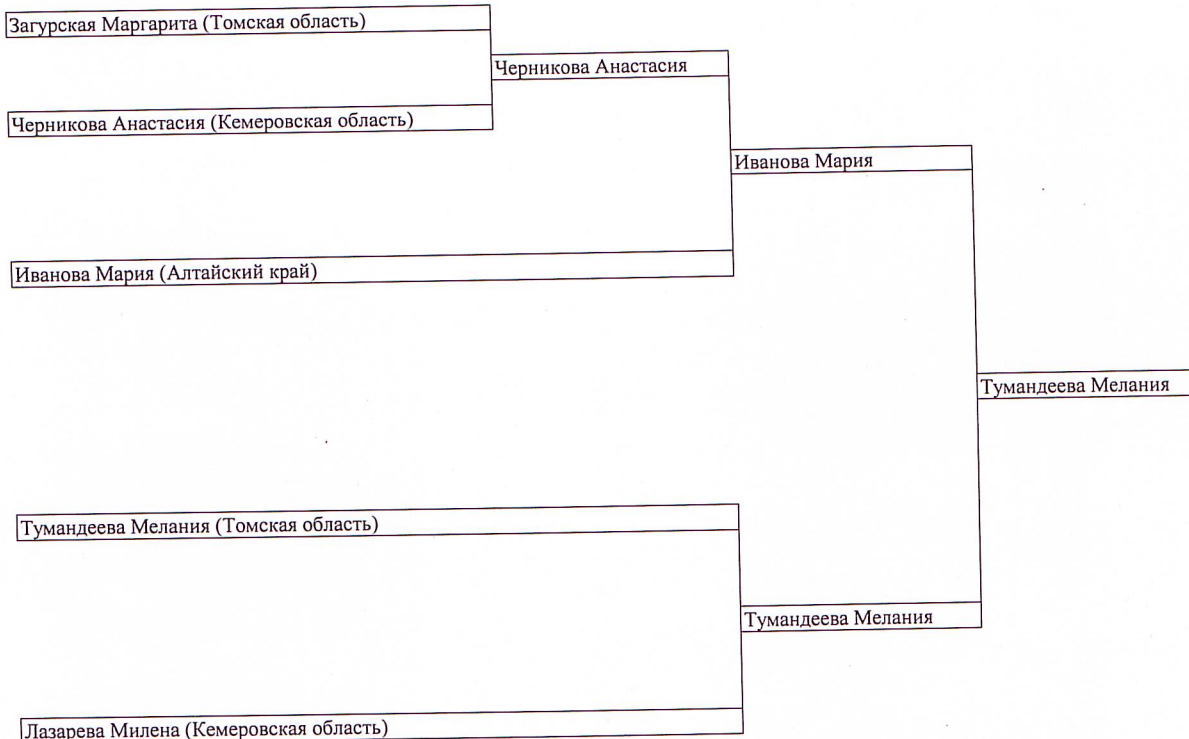 Загурская Маргарита (Томская область)
Черникова Анастасия
Черникова Анастасия (Кемеровская область)
Иванова Мария
Иванова Мария (Алтайский край)
Тумандеева Мелания
Тумандеева Мелания (Томская область)
Тумандеева Мелания
Лазарева Милена (Кемеровская область)